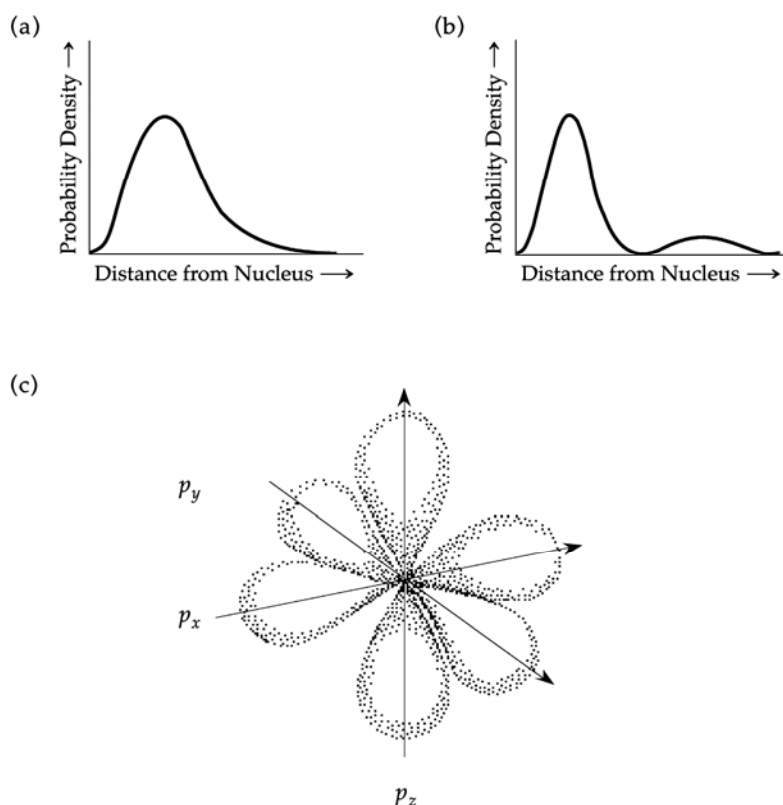 (a)
Probability Density →
Distance from Nucleus →
(b)
Probability Density →
Distance from Nucleus →
(c)
p_y
p_x
p_z